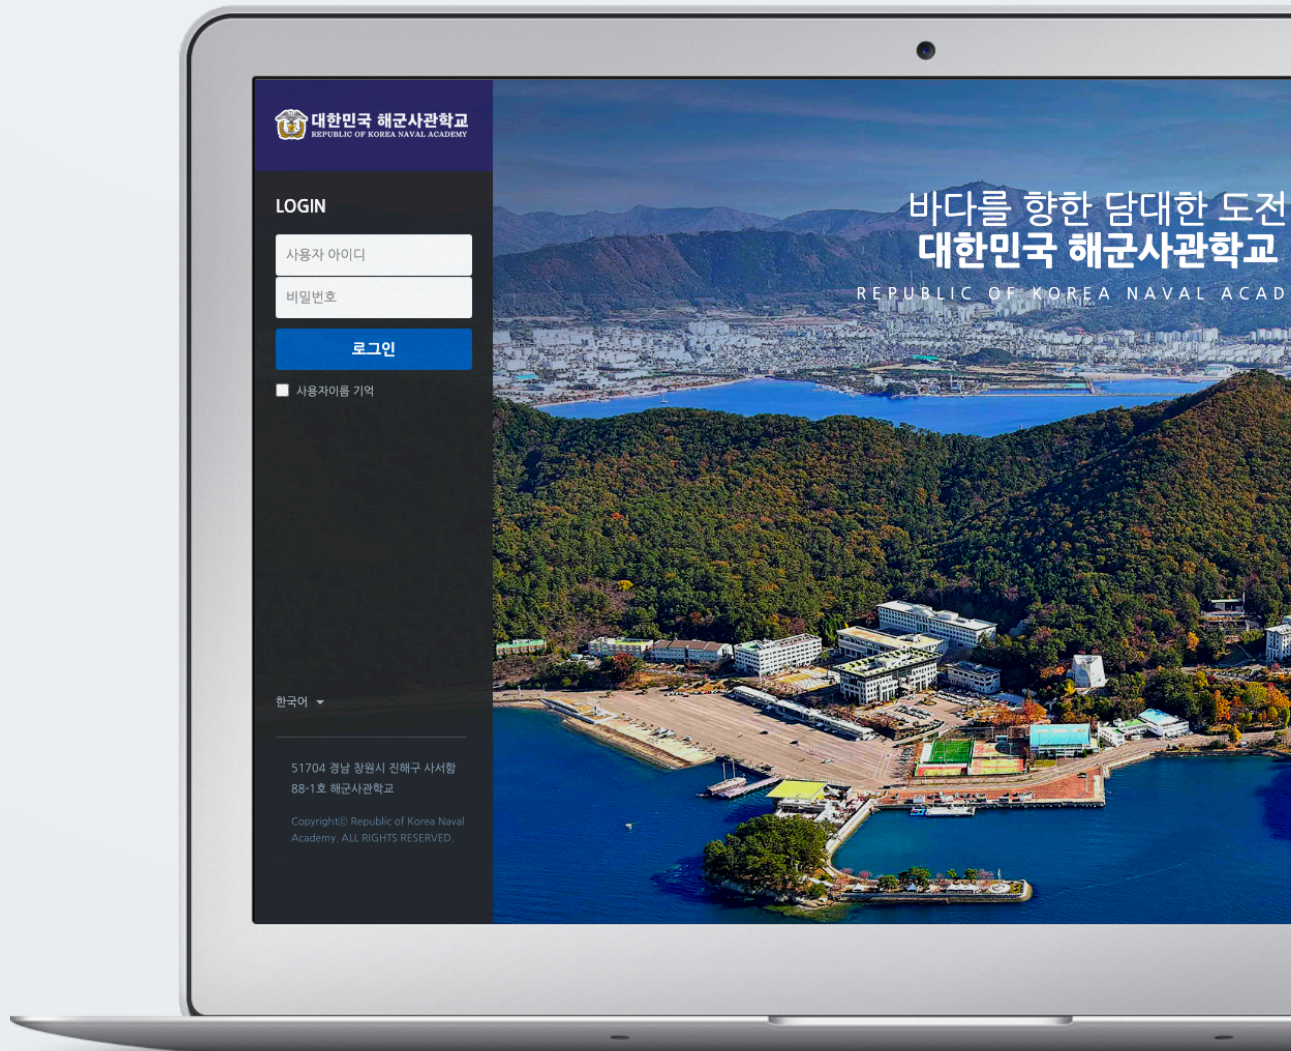 대한민국 해군사관학교
REPUBLIC OF KOREA NAVAL ACADEMY
LOGIN
사용자 아이디
비밀번호
로그인
사용자이름 기억
한국어
51704 경남 창원시 진해구 사서함
88-1호 해군사관학교
Copyrightⓒ Republic of Korea Naval
Academy. ALL RIGHTS RESERVED.
바다를 향한 담대한 도전
대한민국 해군사관학교
REPUBLIC OF KOREA NAVAL ACAD